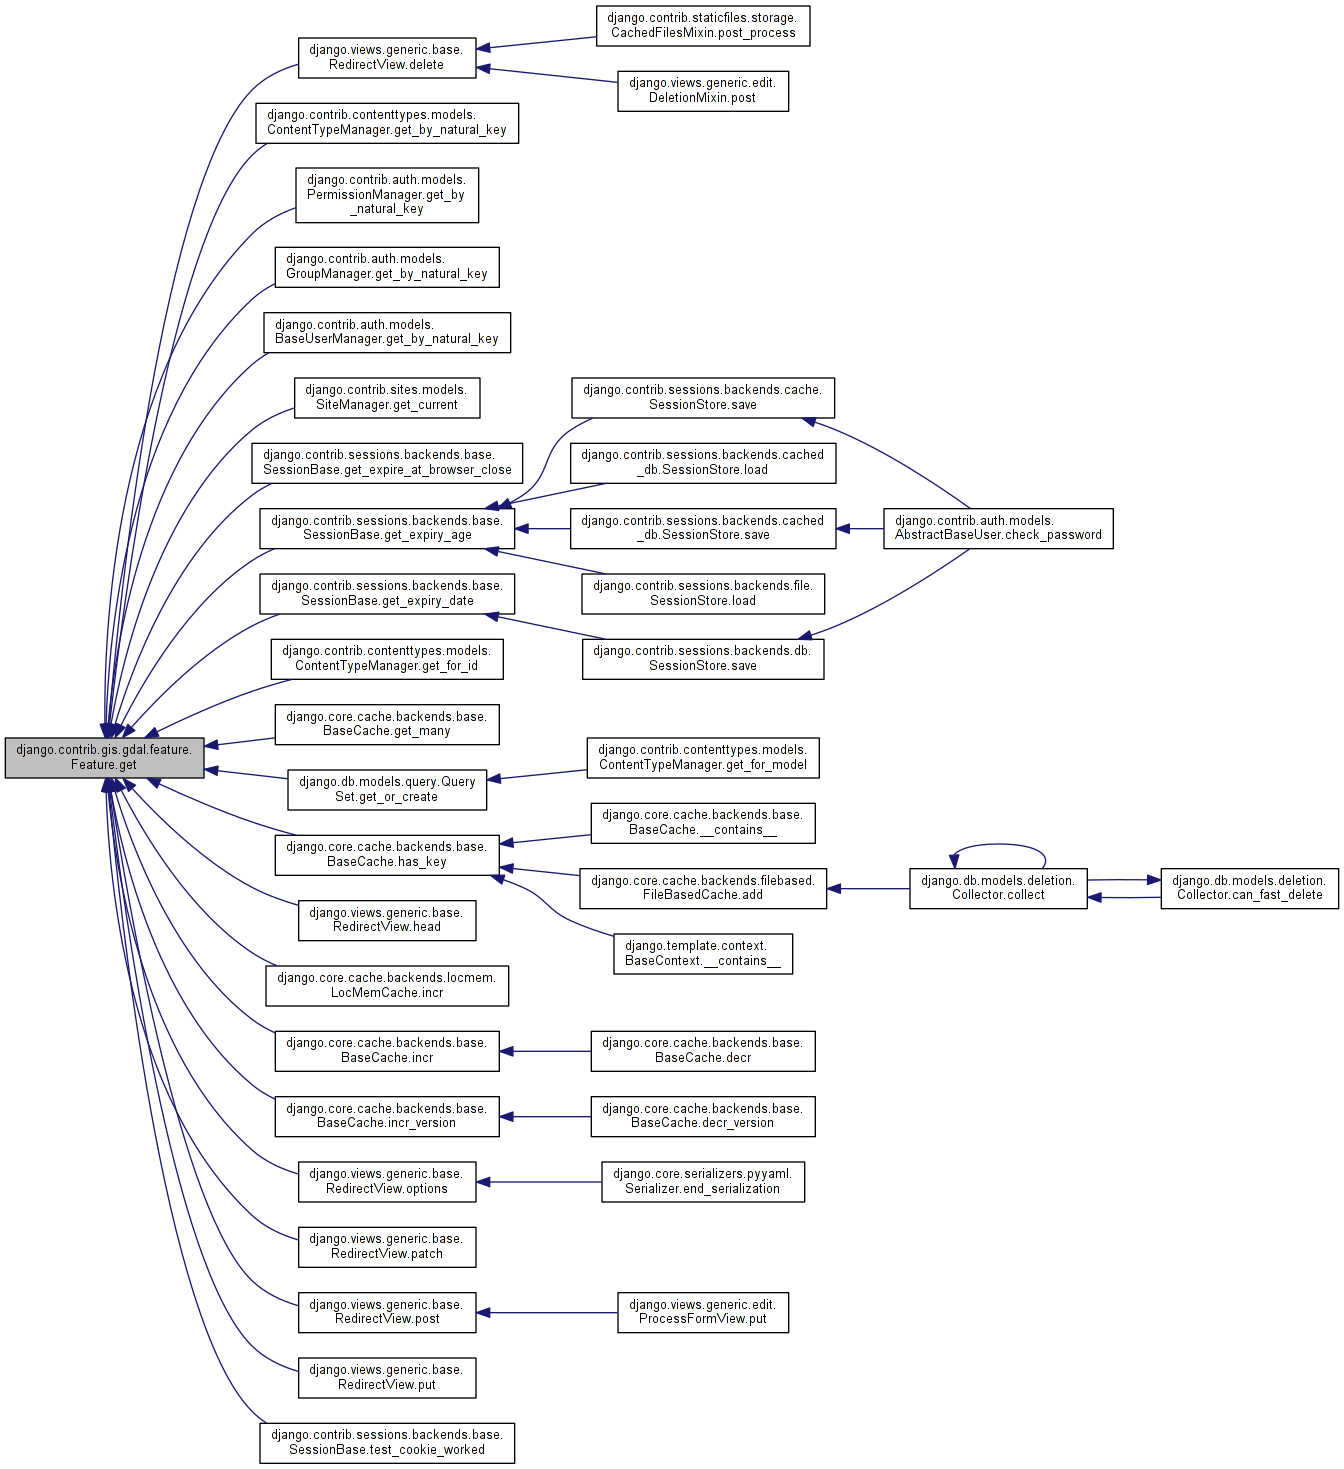 django.contrib.staticfiles.storage.
CachedFilesMixin.post_process
django.views.generic.base.
RedirectView.delete
django.views.generic.edit.
DeletionMixin.post
django.contrib.contenttypes.models.
ContentTypeManager.get_by_natural_key
django.contrib.auth.models.
PermissionManager.get_by
_natural_key
django.contrib.auth.models.
GroupManager.get_by_natural_key
django.contrib.auth.models.
BaseUserManager.get_by_natural_key
django.contrib.sites.models.
SiteManager.get_current
django.contrib.sessions.backends.cache.
SessionStore.save
django.contrib.sessions.backends.base.
SessionBase.get_expire_at_browser_close
django.contrib.sessions.backends.cached
_db.SessionStore.load
django.contrib.sessions.backends.base.
SessionBase.get_expiry_age
django.contrib.sessions.backends.cached
_db.SessionStore.save
django.contrib.auth.models.
AbstractBaseUser.check_password
django.contrib.sessions.backends.base.
SessionBase.get_expiry_date
django.contrib.sessions.backends.file.
SessionStore.load
django.contrib.contenttypes.models.
ContentTypeManager.get_for_id
django.contrib.sessions.backends.db.
SessionStore.save
django.core.cache.backends.base.
BaseCache.get_many
django.contrib.gis.gdal.feature.
Feature.get
django.db.models.query.Query
Set.get_or_create
django.contrib.contenttypes.models.
ContentTypeManager.get_for_model
django.core.cache.backends.base.
BaseCache.has_key
django.core.cache.backends.base.
BaseCache.__contains__
django.core.cache.backends.filebased.
FileBasedCache.add
django.db.models.deletion.
Collector.collect
django.db.models.deletion.
Collector.can_fast_delete
django.views.generic.base.
RedirectView.head
django.template.context.
BaseContext.__contains__
django.core.cache.backends.locmem.
LocMemCache.incr
django.core.cache.backends.base.
BaseCache.incr
django.core.cache.backends.base.
BaseCache.decr
django.core.cache.backends.base.
BaseCache.incr_version
django.core.cache.backends.base.
BaseCache.decr_version
django.views.generic.base.
RedirectView.options
django.core.serializers.pyyaml.
Serializer.end_serialization
django.views.generic.base.
RedirectView.patch
django.views.generic.base.
RedirectView.post
django.views.generic.edit.
ProcessFormView.put
django.views.generic.base.
RedirectView.put
django.contrib.sessions.backends.base.
SessionBase.test_cookie_worked